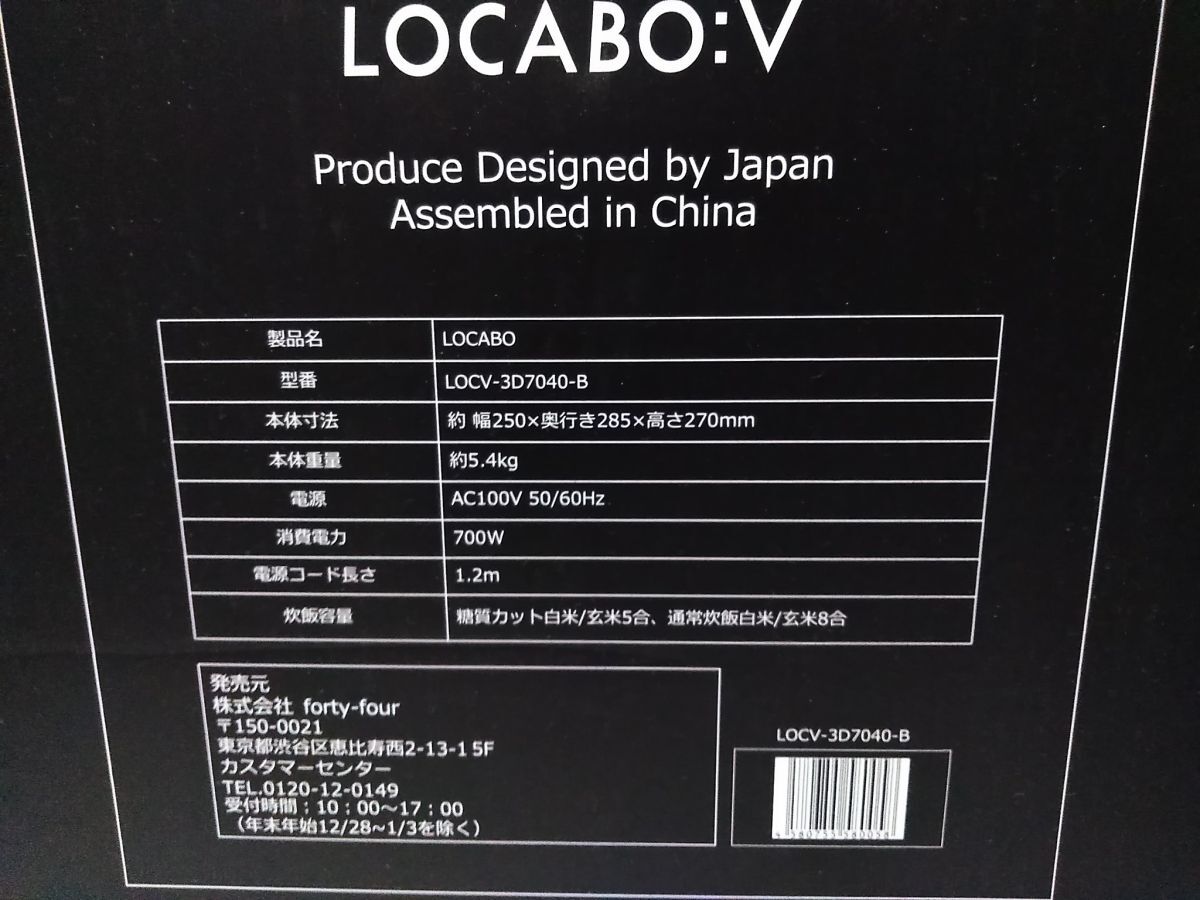 LOCABO:V
Produce Designed by Japan
Assembled in China
製品名 LOCABO
型番 LOCV-3D7040-B
本体寸法 約 幅250×奥行き285×高さ270mm
本体重量 約5.4kg
電源 AC100V 50/60Hz
消費電力 700W
電源コード長さ 1.2m
炊飯容量 糖質カット白米/玄米5合、通常炊飯白米/玄米8合
発売元
株式会社 forty-four
〒150-0021
東京都渋谷区恵比寿西2-13-15F
カスタマーセンター
TEL.0120-12-0149
受付時間：10：00～17：00
（年末年始12/28~1/3を除く）
LOCV-3D7040-B